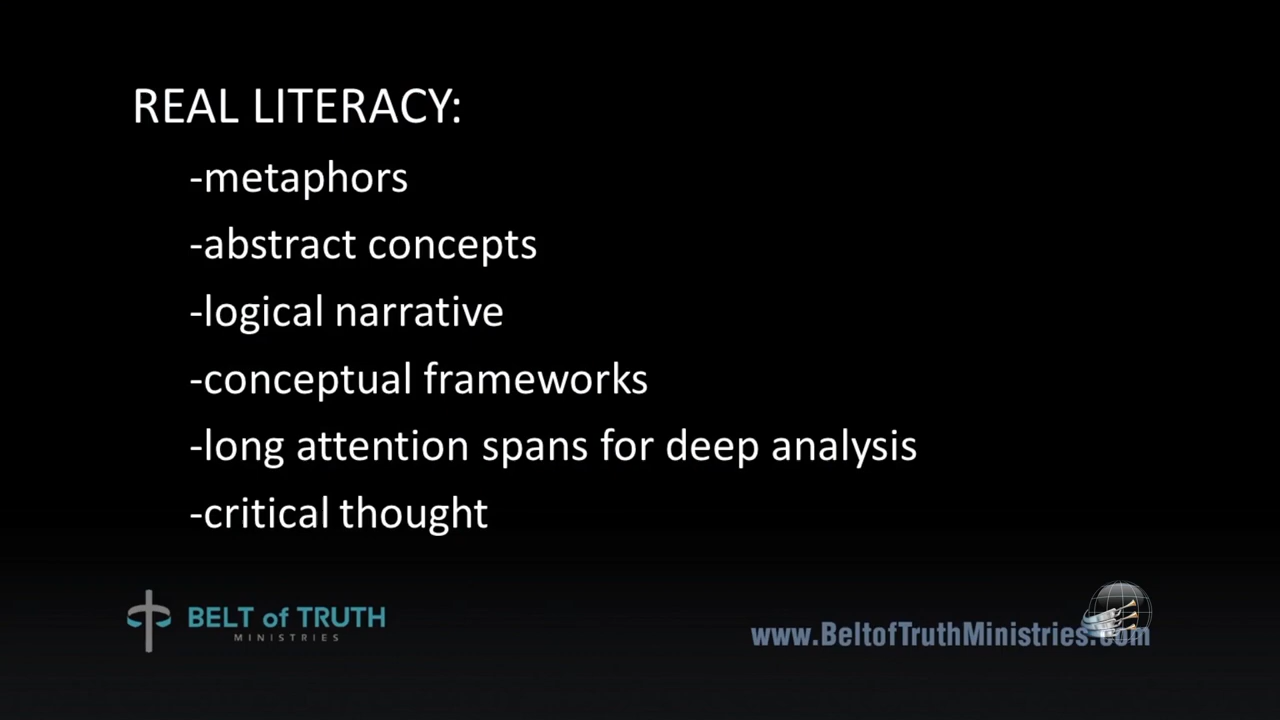 REAL LITERACY:
-metaphors
-abstract concepts
-logical narrative
-conceptual frameworks
-long attention spans for deep analysis
-critical thought
BELT of TRUTH
MINISTRIES
www.BeltofTruthMinistries.com